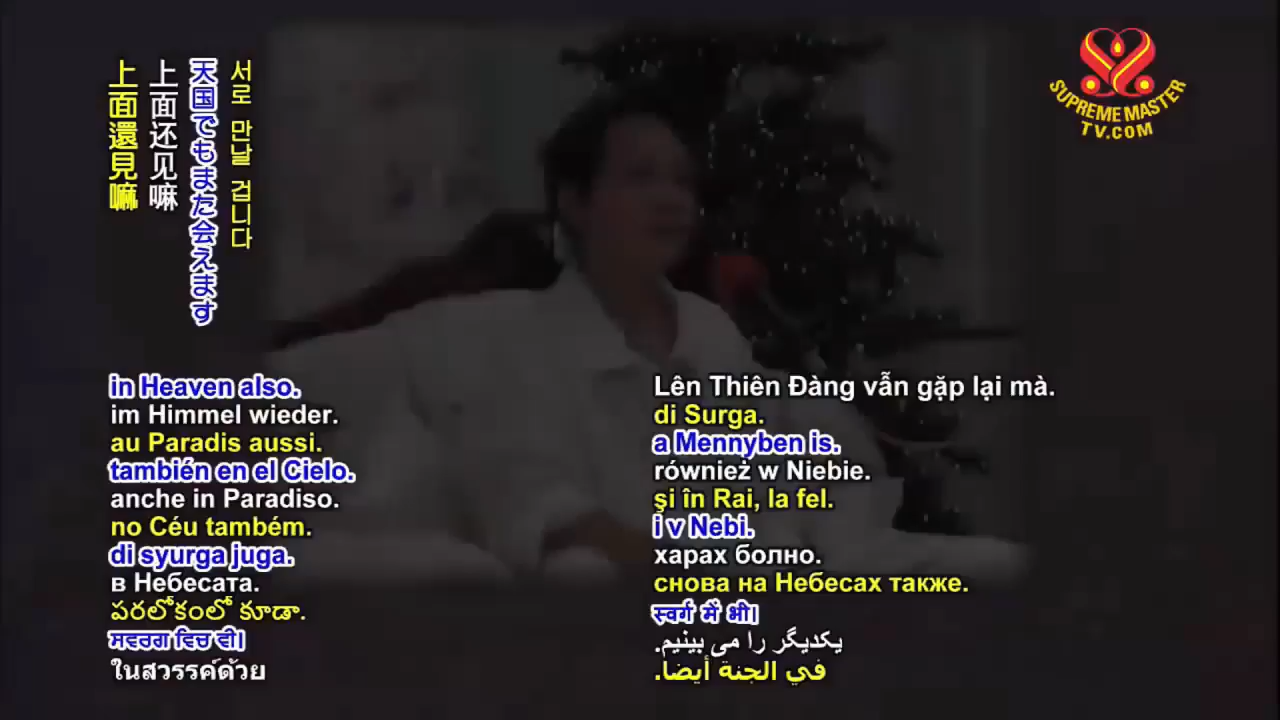 上面還見嘛
上面还见嘛
天国でもまた会えます
서로 만날 겁니다
SUPREME MASTER
TV.COM
in Heaven also.
im Himmel wieder.
au Paradis aussi.
también en el Cielo.
anche in Paradiso.
no Céu também.
di syurga juga.
в Небесата.
పరలోకంలో కూడా.
ਸਵਰਗ ਵਿਚ ਵੀ।
ในสวรรค์ด้วย
Lên Thiên Đàng vẫn gặp lại mà.
di Surga.
a Mennyben is.
również w Niebie.
şi în Rai, la fel.
i v Nebi.
харах болно.
снова на Небесах также.
स्वर्ग में भी।
یکدیگر را می بینیم.
في الجنة أيضا.